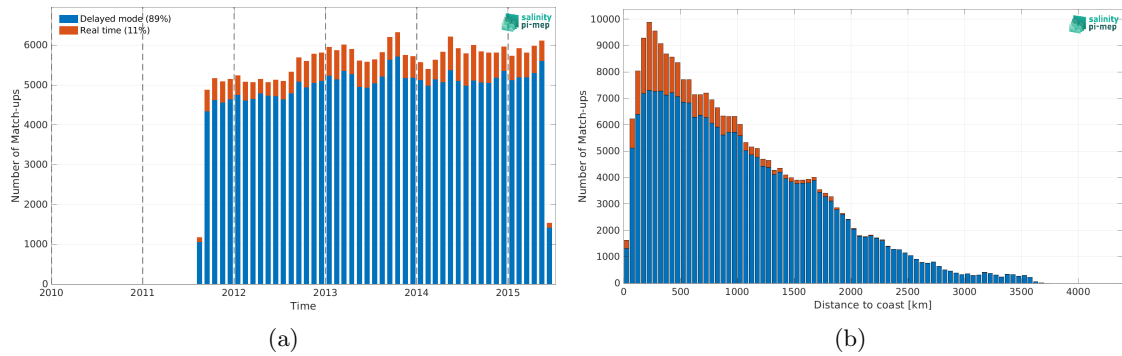 Delayed mode (89%)
Real time (11%)
salinity
pi-mep
Number of Match-ups
6000
5000
4000
3000
2000
1000
0
2010
2011
2012
2013
2014
2015
Time
(a)
salinity
pi-mep
Number of Match-ups
10000
9000
8000
7000
6000
5000
4000
3000
2000
1000
0
0
500
1000
1500
2000
2500
3000
3500
4000
Distance to coast [km]
(b)